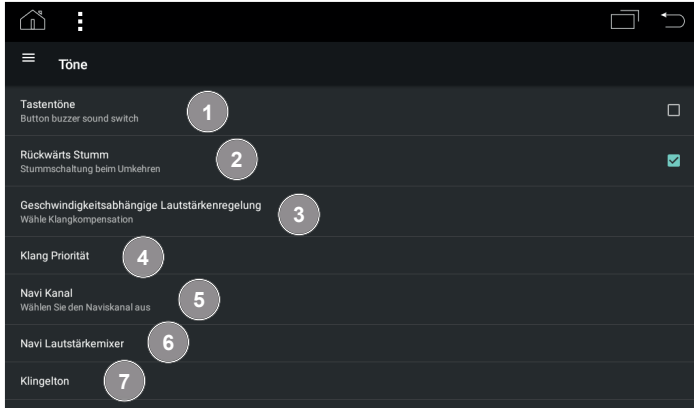 Töne
Tastentöne
Button buzzer sound switch
1
Rückwärts Stumm
Stummschaltung beim Umkehren
2
Geschwindigkeitsabhängige Lautstärkenregelung
Wähle Klangkompensation
3
Klang Priorität
4
Navi Kanal
Wählen Sie den Naviskanal aus
5
Navi Lautstärkemixer
6
Klingelton
7